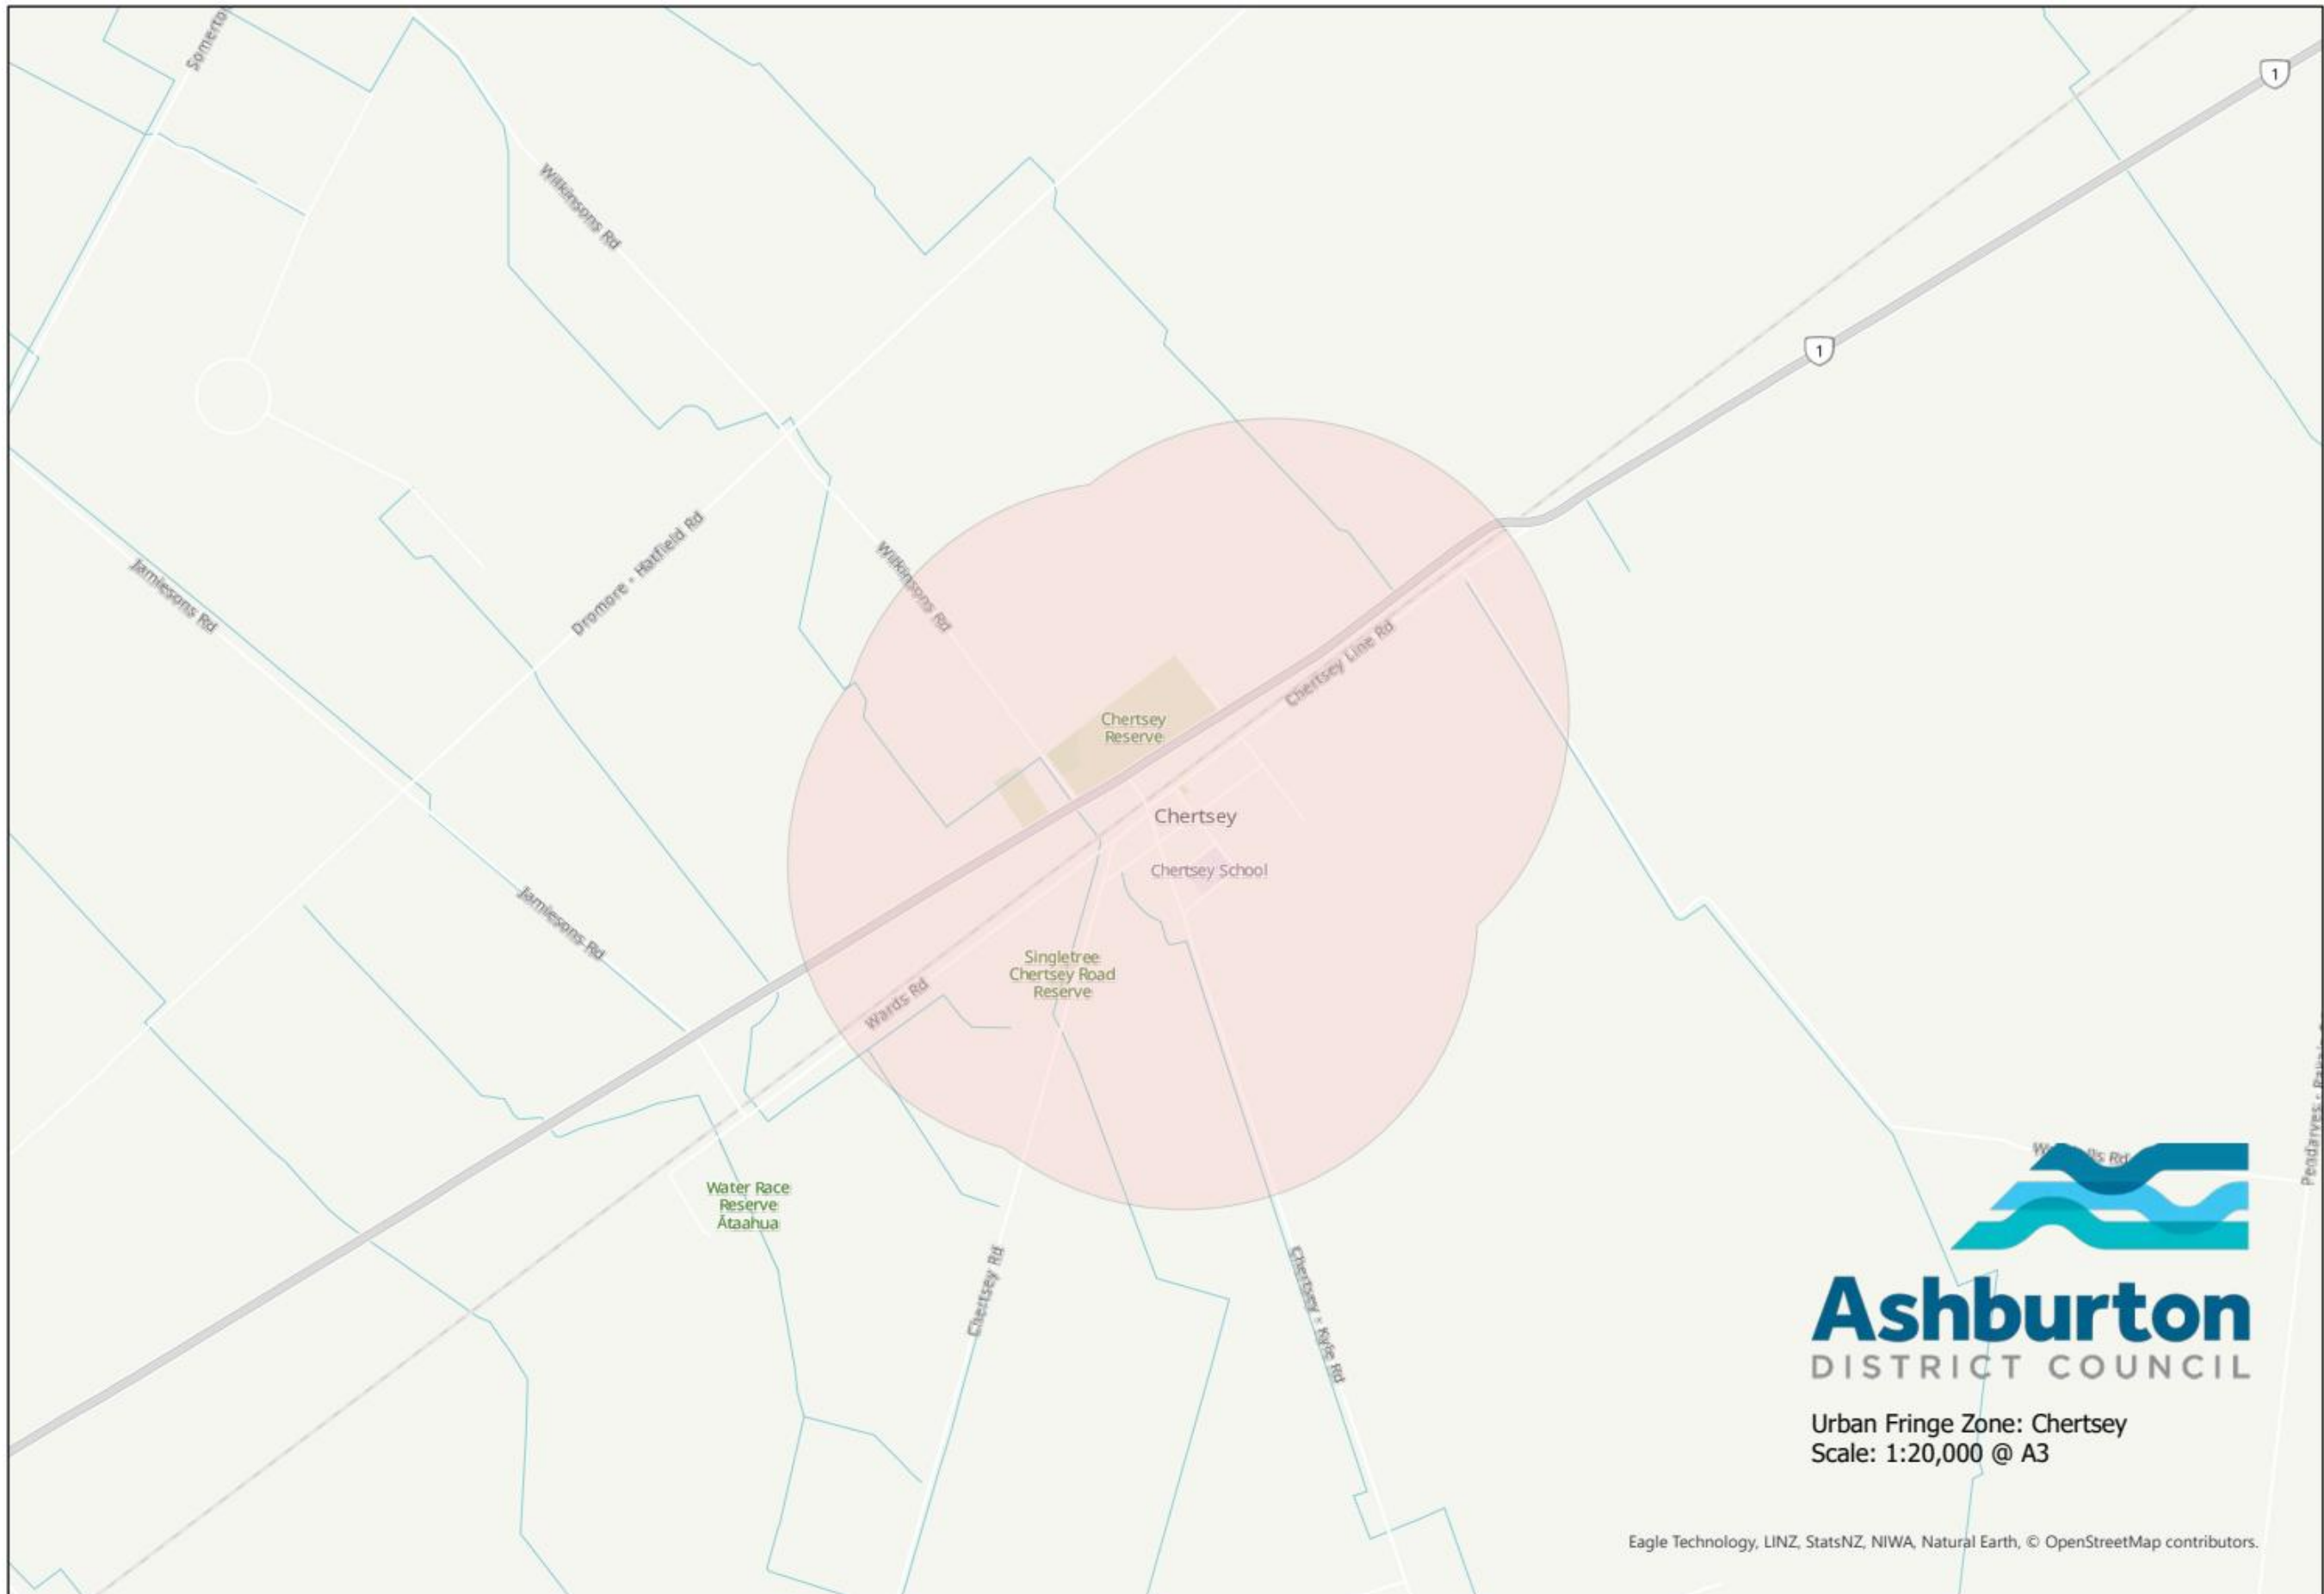 1
1
Wilkinsons Rd
Wilkinsons Rd
Dromore - Hatfield Rd
Jamiesons Rd
Chertsey Line Rd
Chertsey
Reserve
Chertsey
Chertsey School
Jamiesons Rd
Singletree
Chertsey Road
Reserve
Wards Rd
Water Race
Reserve
Ātaahua
Chertsey Rd
Chertsey - Kyle Rd
Rd
Ashburton
DISTRICT COUNCIL
Urban Fringe Zone: Chertsey
Scale: 1:20,000 @ A3
Eagle Technology, LINZ, StatsNZ, NIWA, Natural Earth, © OpenStreetMap contributors.